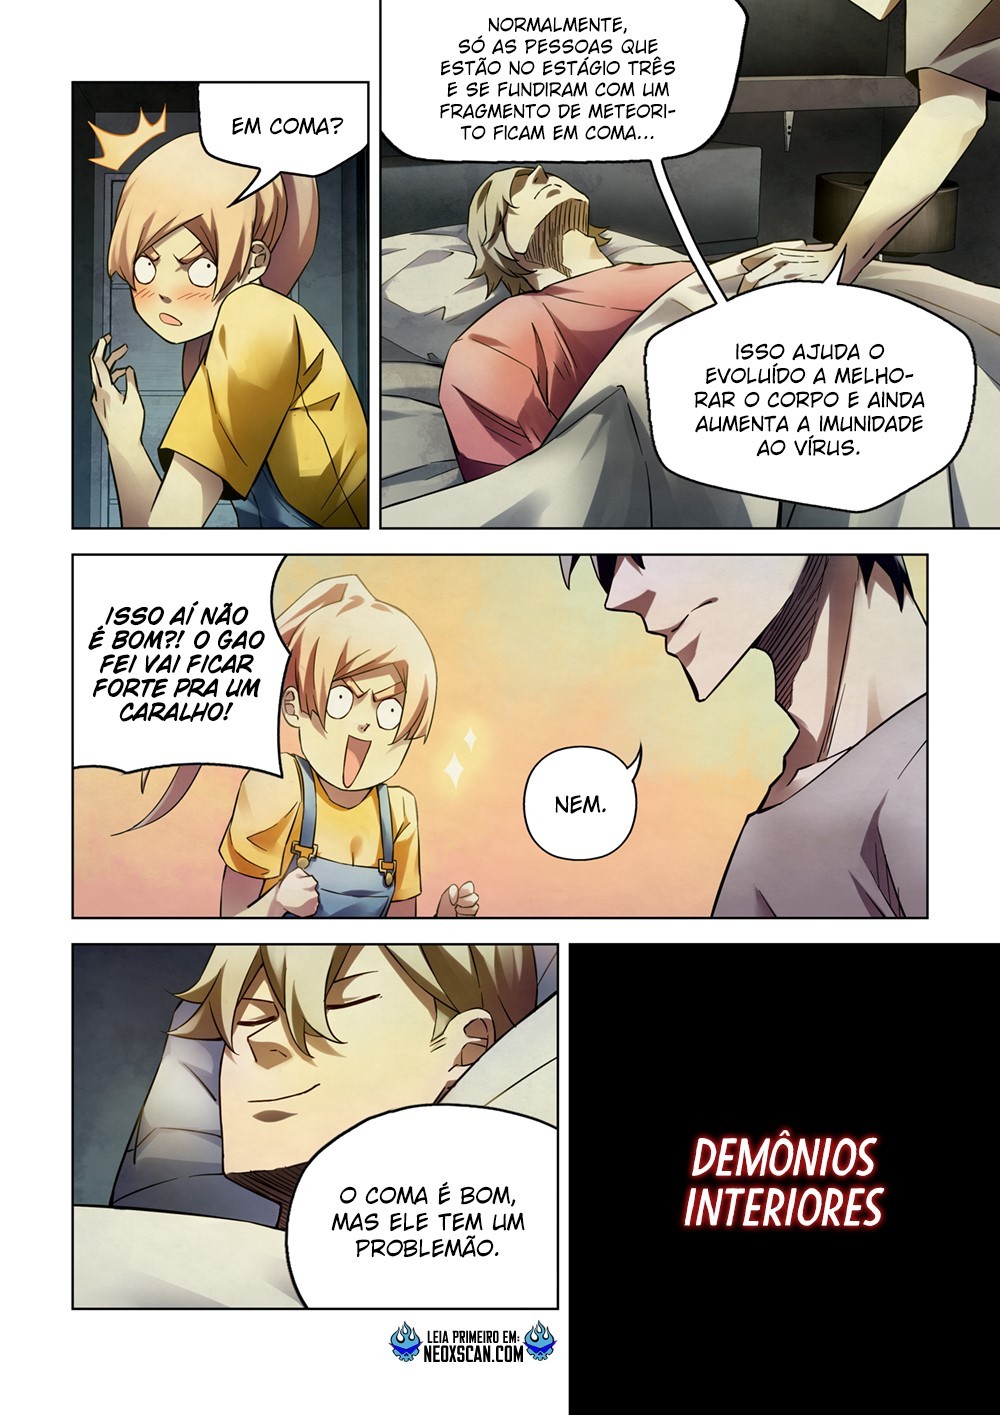 EM COMA?
NORMALMENTE,
SÓ AS PESSOAS QUE
ESTÃO NO ESTÁGIO TRÊS
E SE FUNDIRAM COM UM
FRAGMENTO DE METEORI-
TO FICAM EM COMA...
ISSO AJUDA O
EVOLUÍDO A MELHO-
RAR O CORPO E AINDA
AUMENTA A IMUNIDADE
AO VÍRUS.
ISSO AÍ NÃO
É BOM?! O GAO
FEI VAI FICAR
FORTE PRA UM
CARALHO!
NEM.
O COMA É BOM,
MAS ELE TEM UM
PROBLEMÃO.
DEMÔNIOS
INTERIORES
LEIA PRIMEIRO EM:
NEOXSCAN.COM